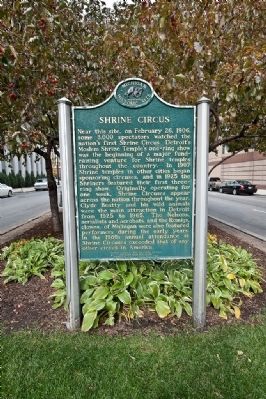 SHRINE CIRCUS
Near this site, on February 26, 1906,
some 3,000 spectators watched the
nation's first Shrine Circus. Detroit's
Moslem Shrine Temple's one-ring show
was the beginning of a major fund-
raising venture for Shrine temples
throughout the country. In 1907
Shrine temples in other cities began
sponsoring circuses, and in 1925 the
Shriners featured their first three-
ring show. Originally operating for
one week, Shrine Circuses appear
across the nation throughout the year.
Clyde Beatty and his wild animals
were the main attraction in Detroit
from 1925 to 1965. The Nelsons,
aerialists and acrobats, and the
clowns, of Michigan were also featured
performers during the early years.
In the 1980s annual attendance at
Shrine Circuses exceeded that of any
other circus in America.